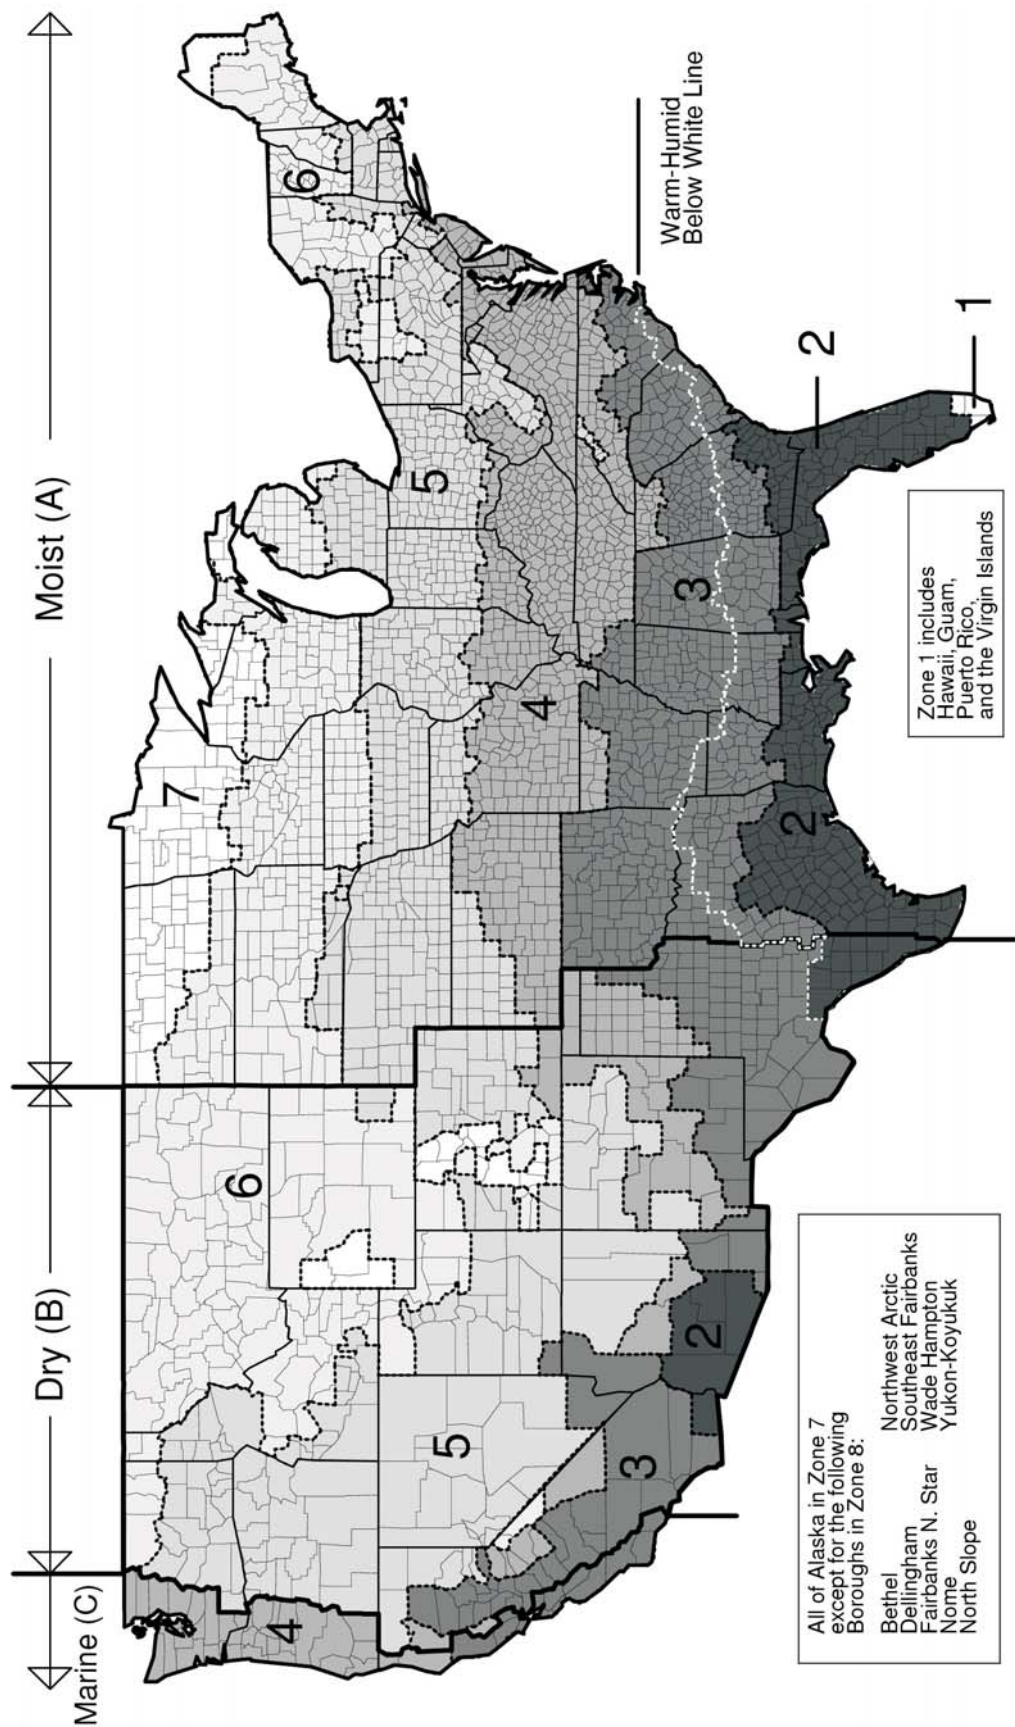 Marine (C)
Dry (B)
Moist (A)
4
5
6
7
6
5
4
3
2
3
2
3
2
1
Warm-Humid
Below White Line
All of Alaska in Zone 7
except for the following
Boroughs in Zone 8:
Bethel
Dellingham
Fairbanks N. Star
Nome
North Slope
Northwest Arctic
Southeast Fairbanks
Wade Hampton
Yukon-Koyukuk
Zone 1 includes
Hawaii, Guam,
Puerto Rico,
and the Virgin Islands